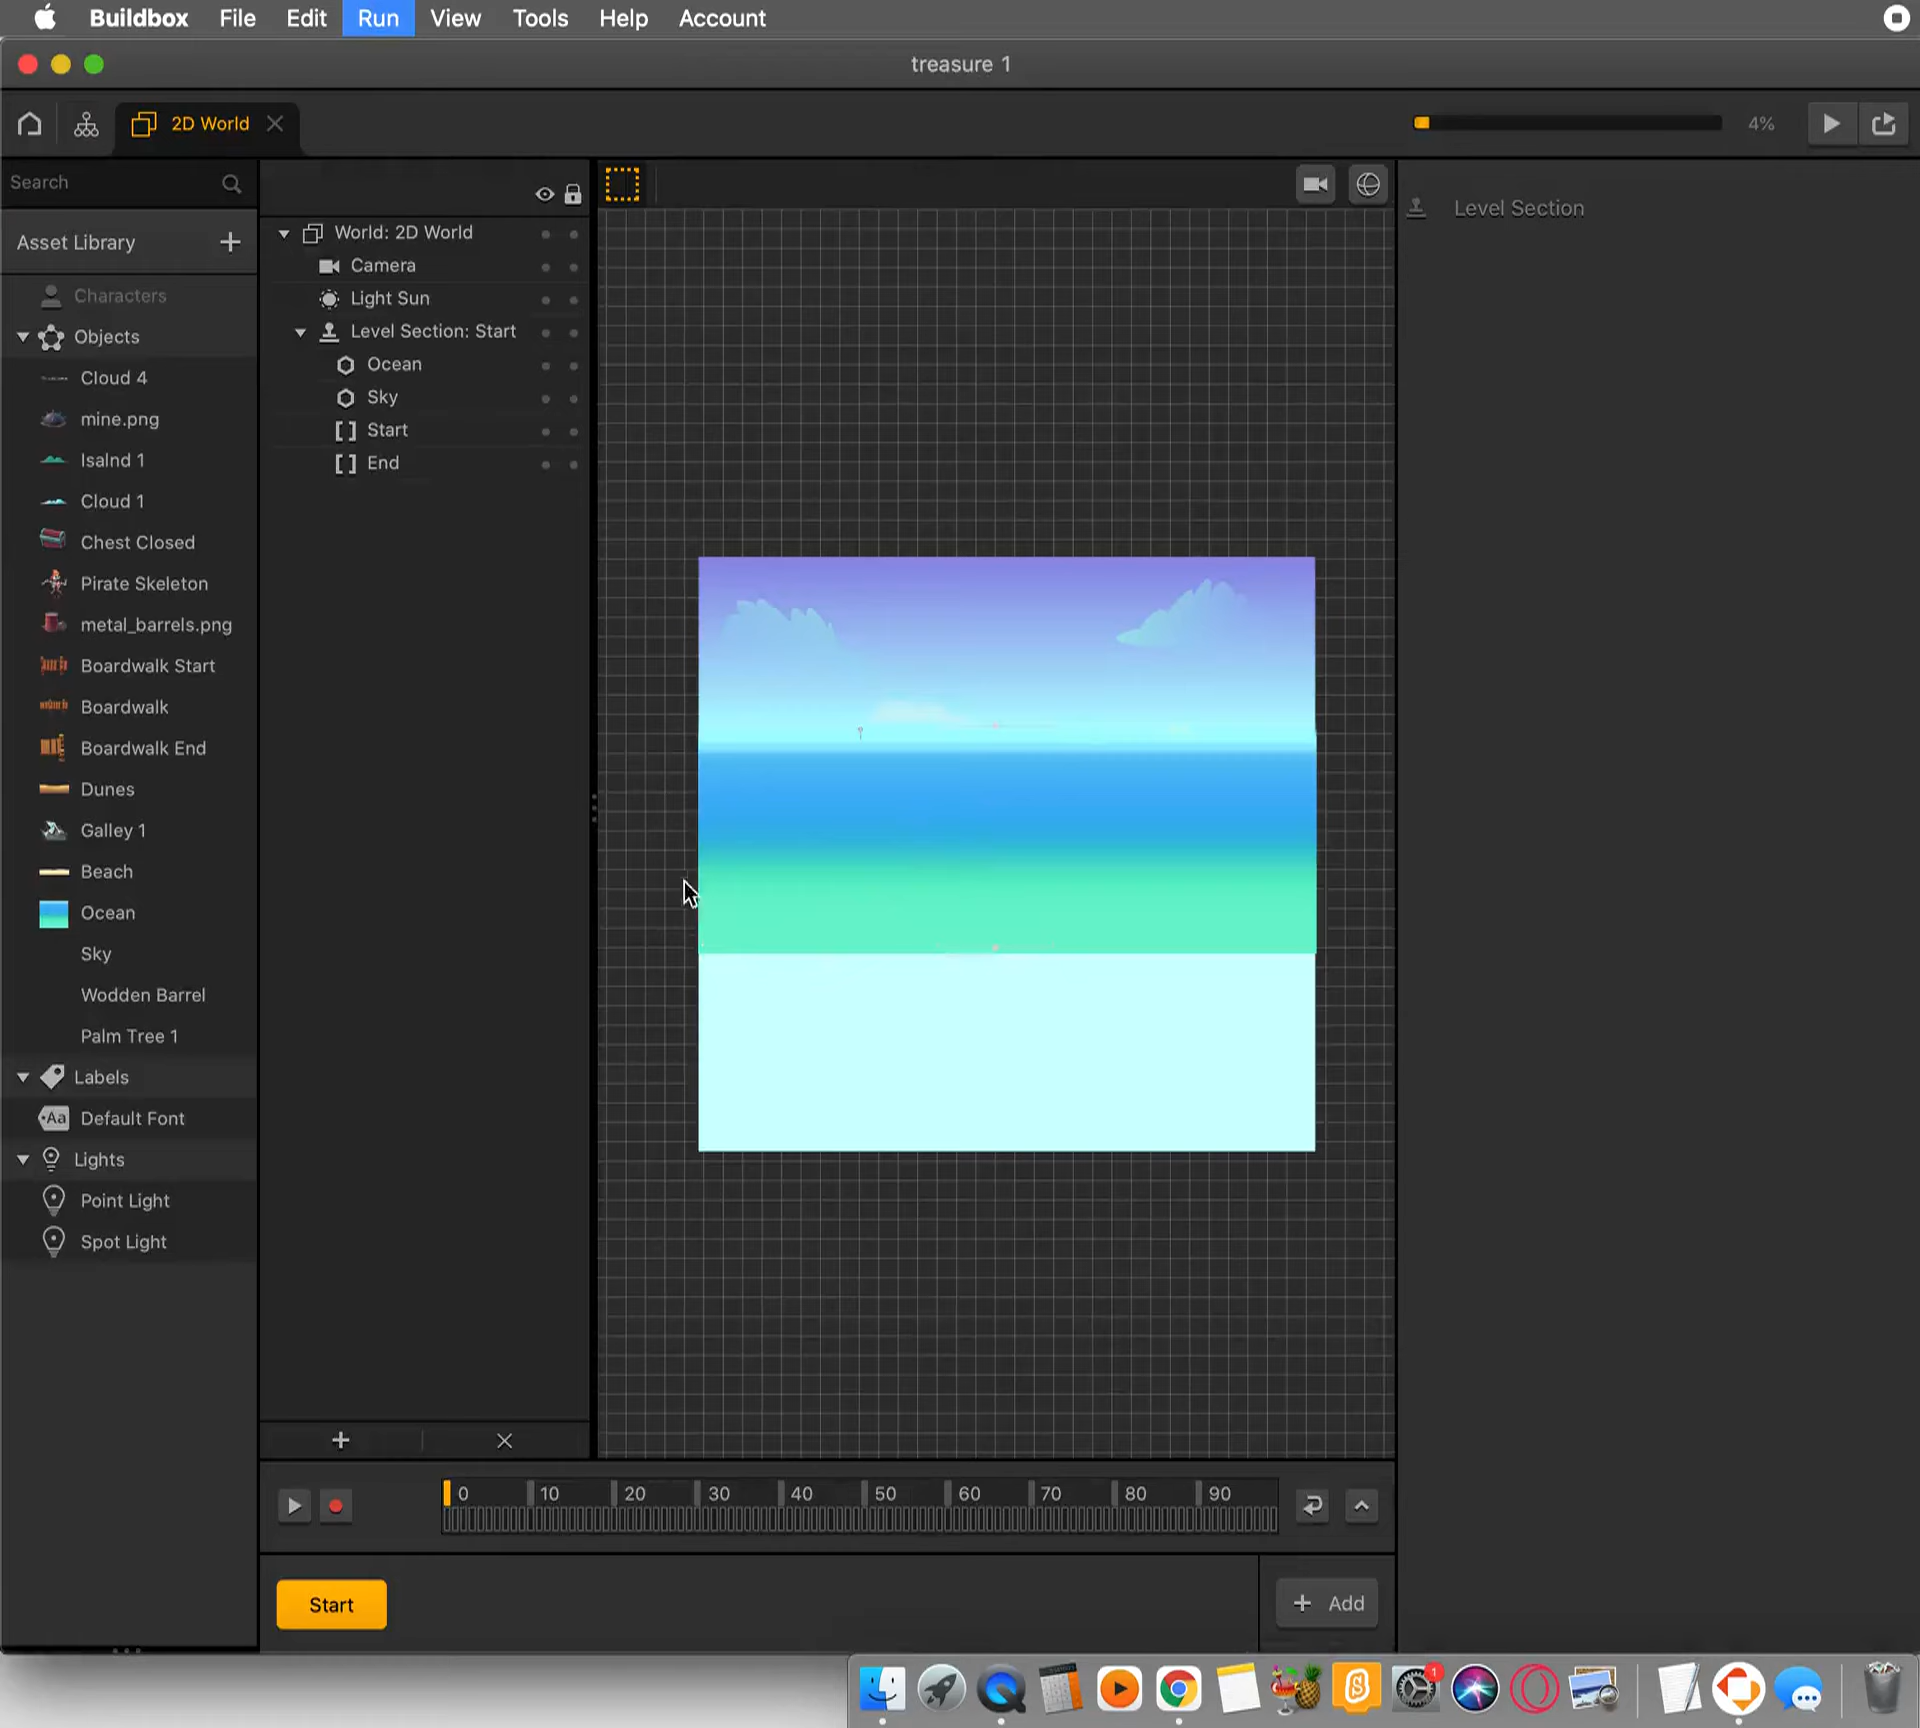 Buildbox File Edit Run View Tools Help Account
treasure 1
2D World
4%
Search
Asset Library
Characters
Objects
Cloud 4
mine.png
Isalnd 1
Cloud 1
Chest Closed
Pirate Skeleton
metal_barrels.png
Boardwalk Start
Boardwalk
Boardwalk End
Dunes
Galley 1
Beach
Ocean
Sky
Wodden Barrel
Palm Tree 1
Labels
Aa Default Font
Lights
Point Light
Spot Light
World: 2D World
Camera
Light Sun
Level Section: Start
Ocean
Sky
Start
End
Level Section
0 10 20 30 40 50 60 70 80 90
Start
Add
1